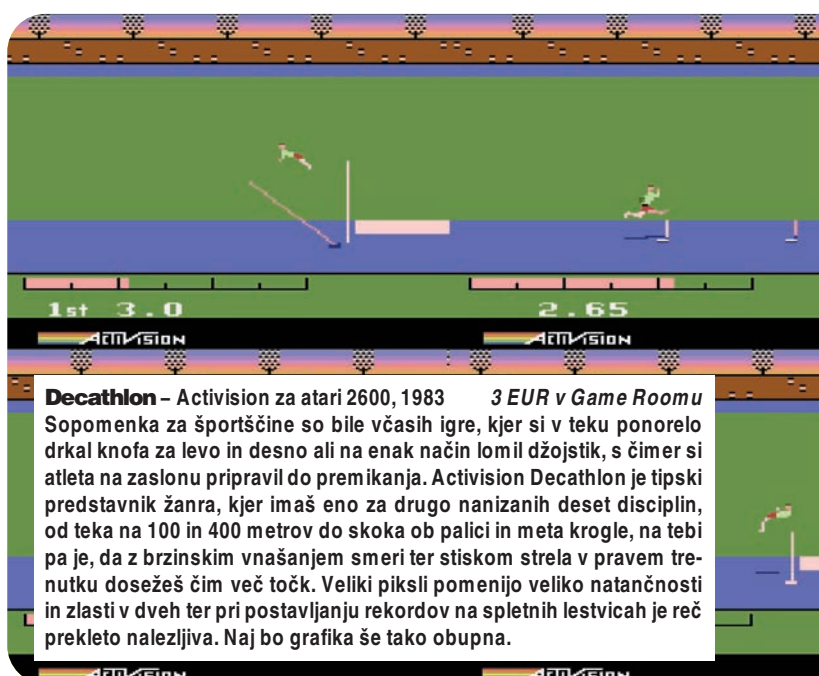 1st 3.0
2.65
ACTIVISION
ACTIVISION
Decathlon – Activision za atari 2600, 1983 3 EUR v Game Roomu
Sopomenka za športščine so bile včasih igre, kjer si v teku ponorelo
drkal knofa za levo in desno ali na enak način lomil džojstik, s čimer si
atleta na zaslonu pripravil do premikanja. Activision Decathlon je tipski
predstavnik žanra, kjer imaš eno za drugo nanizanih deset disciplin,
od teka na 100 in 400 metrov do skoka ob palici in meta krogle, na tebi
pa je, da z brzinskim vnašanjem smeri ter stiskom strela v pravem tre-
nutku dosežeš čim več točk. Veliki piksli pomenijo veliko natančnosti
in zlasti v dveh ter pri postavljanju rekordov na spletnih lestvicah je reč
prekleto nalezljiva. Naj bo grafika še tako obupna.
ACTIVISION
ACTIVISION